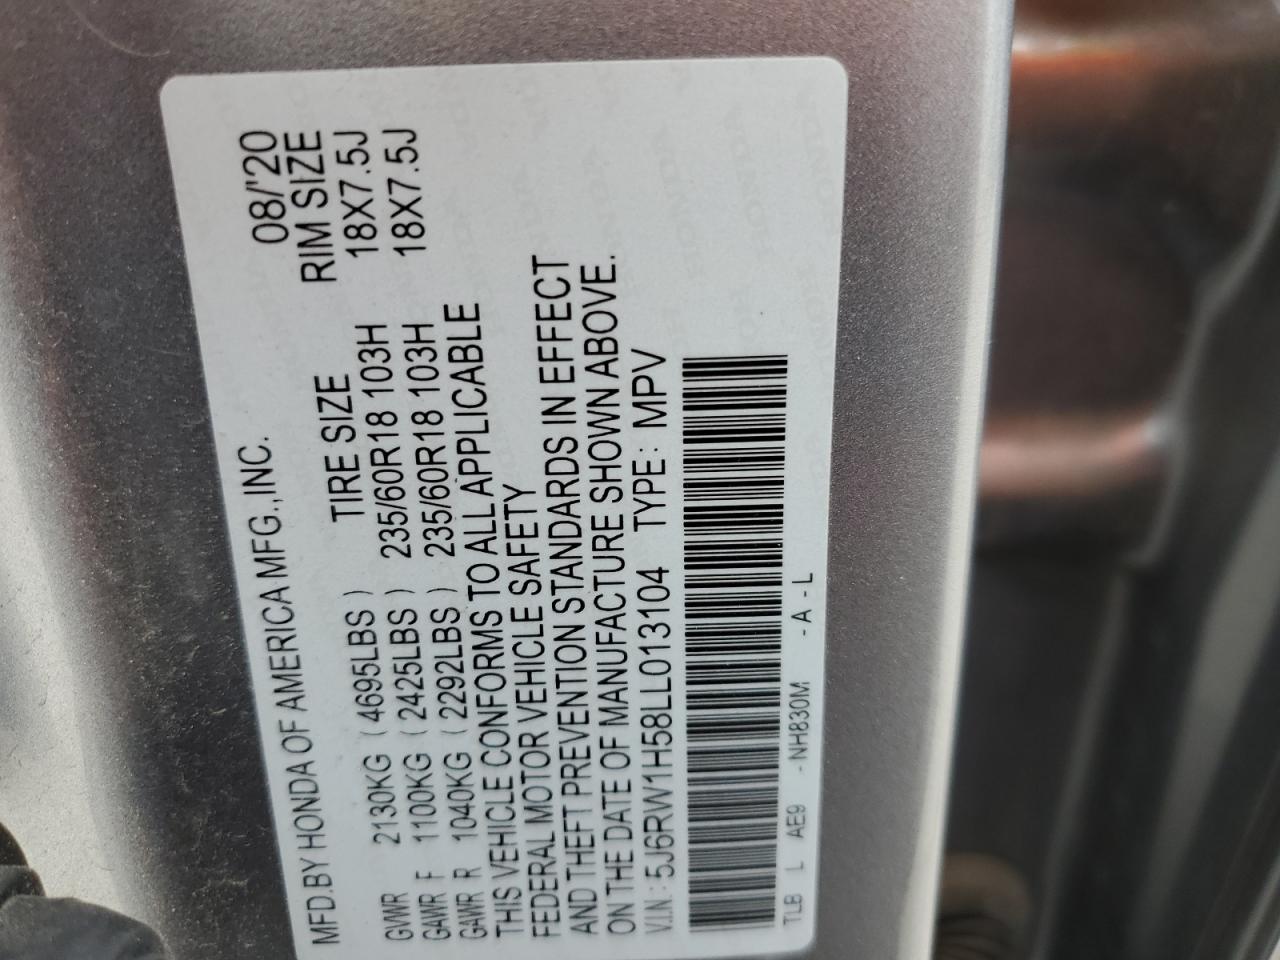 MFD.BY HONDA OF AMERICA MFG.,INC. 08/'20
TIRE SIZE RIM SIZE
GVWR 2130KG (4695LBS)
GAWR F 1100KG (2425LBS) 235/60R18 103H 18X7.5J
GAWR R 1040KG (2292LBS) 235/60R18 103H 18X7.5J
THIS VEHICLE CONFORMS TO ALL APPLICABLE
FEDERAL MOTOR VEHICLE SAFETY
AND THEFT PREVENTION STANDARDS IN EFFECT
ON THE DATE OF MANUFACTURE SHOWN ABOVE.
V.I.N: 5J6RW1H58LL013104 TYPE: MPV
TLB L AE9 -NH830M -A-L